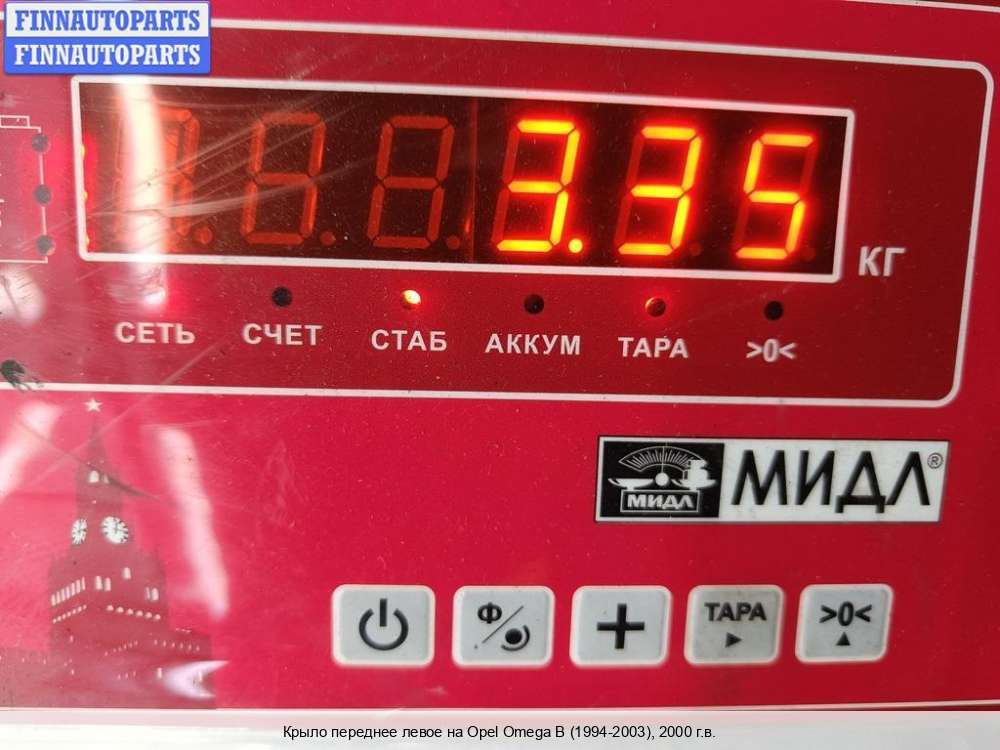 FINNAUTOPARTS
FINNAUTOPARTS
3.35
КГ
СЕТЬ СЧЕТ СТАБ АККУМ ТАРА >0<
МИДЛ МИДЛ®
Ф ТАРА >0<
Крыло переднее левое на Opel Omega B (1994-2003), 2000 г.в.